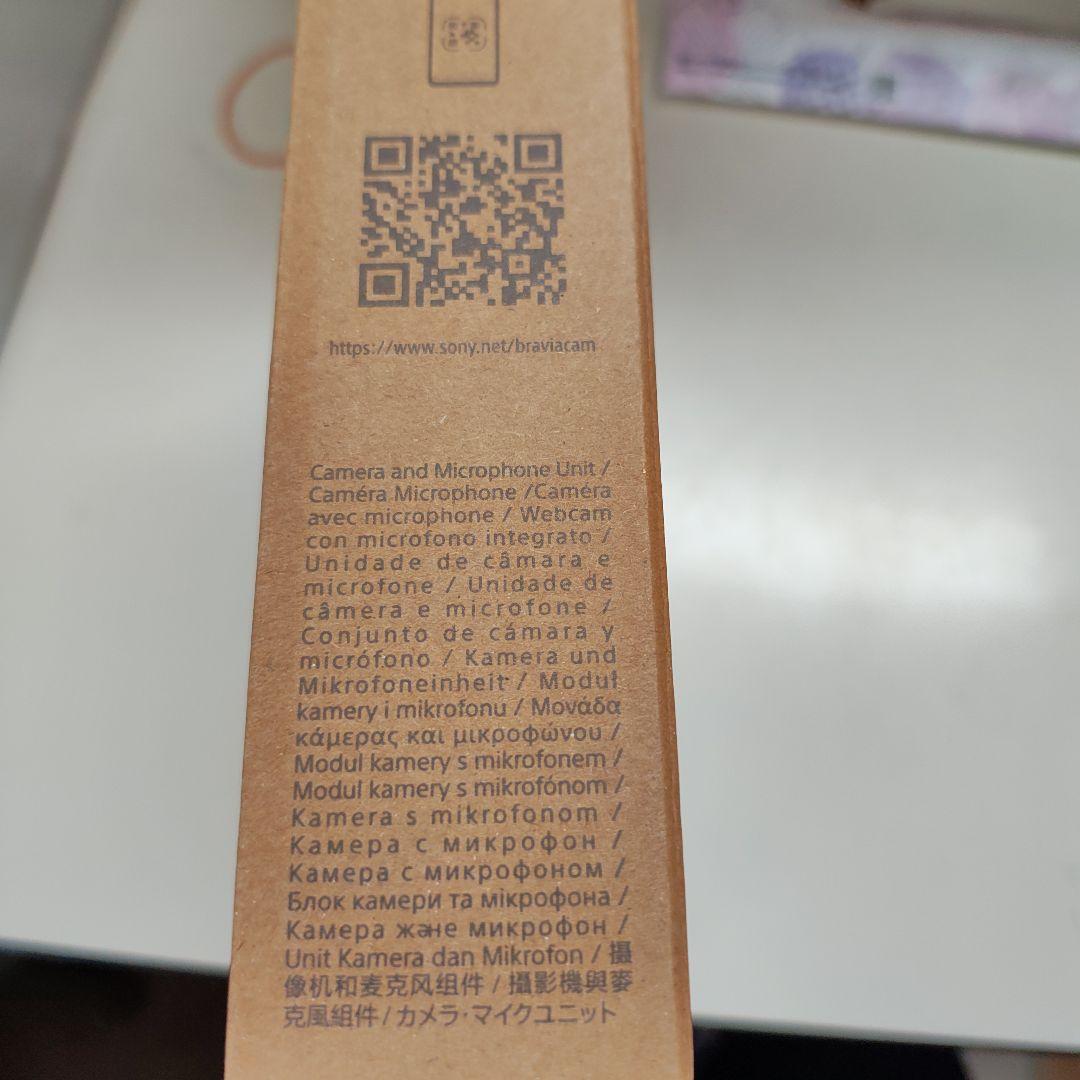 https://www.sony.net/braviacam
Camera and Microphone Unit /
Caméra Microphone /Caméra
avec microphone / Webcam
con microfono integrato /
Unidade de câmara e
microfone / Unidade de
câmera e microfone /
Conjunto de cámara y
micrófono / Kamera und
Mikrofoneinheit / Moduł
kamery i mikrofonu / Μονάδα
κάμερας και μικροφώνου /
Modul kamery s mikrofonem /
Modul kamery s mikrofónom /
Kamera s mikrofonom /
Камера с микрофон /
Камера с микрофоном /
Блок камери та мікрофона /
Камера және микрофон /
Unit Kamera dan Mikrofon / 摄
像机和麦克风组件 / 攝影機與麥
克風組件 / カメラ・マイクユニット